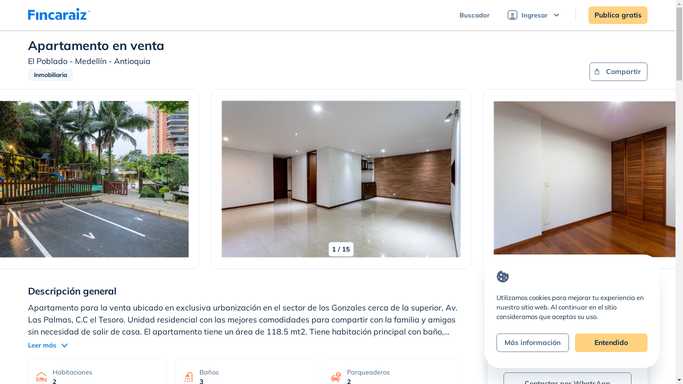 Fincaraiz
Buscador
Ingresar
Publica gratis
Apartamento en venta
El Poblado - Medellín - Antioquia
Inmobiliaria
Compartir
1 / 15
Descripción general
Apartamento para la venta ubicado en exclusiva urbanización en el sector de los Gonzales cerca de la superior, Av.
Las Palmas, C.C el Tesoro. Unidad residencial con las mejores comodidades para compartir con la familia y amigos
sin necesidad de salir de casa. El apartamento tiene un área de 118.5 mt2. Tiene habitación principal con baño,...
Leer más
Habitaciones
2
Baños
3
Parqueaderos
2
Utilizamos cookies para mejorar tu experiencia en
nuestro sitio web. Al continuar en el sitio
consideramos que aceptas su uso.
Más información
Entendido
Contactar por WhatsApp